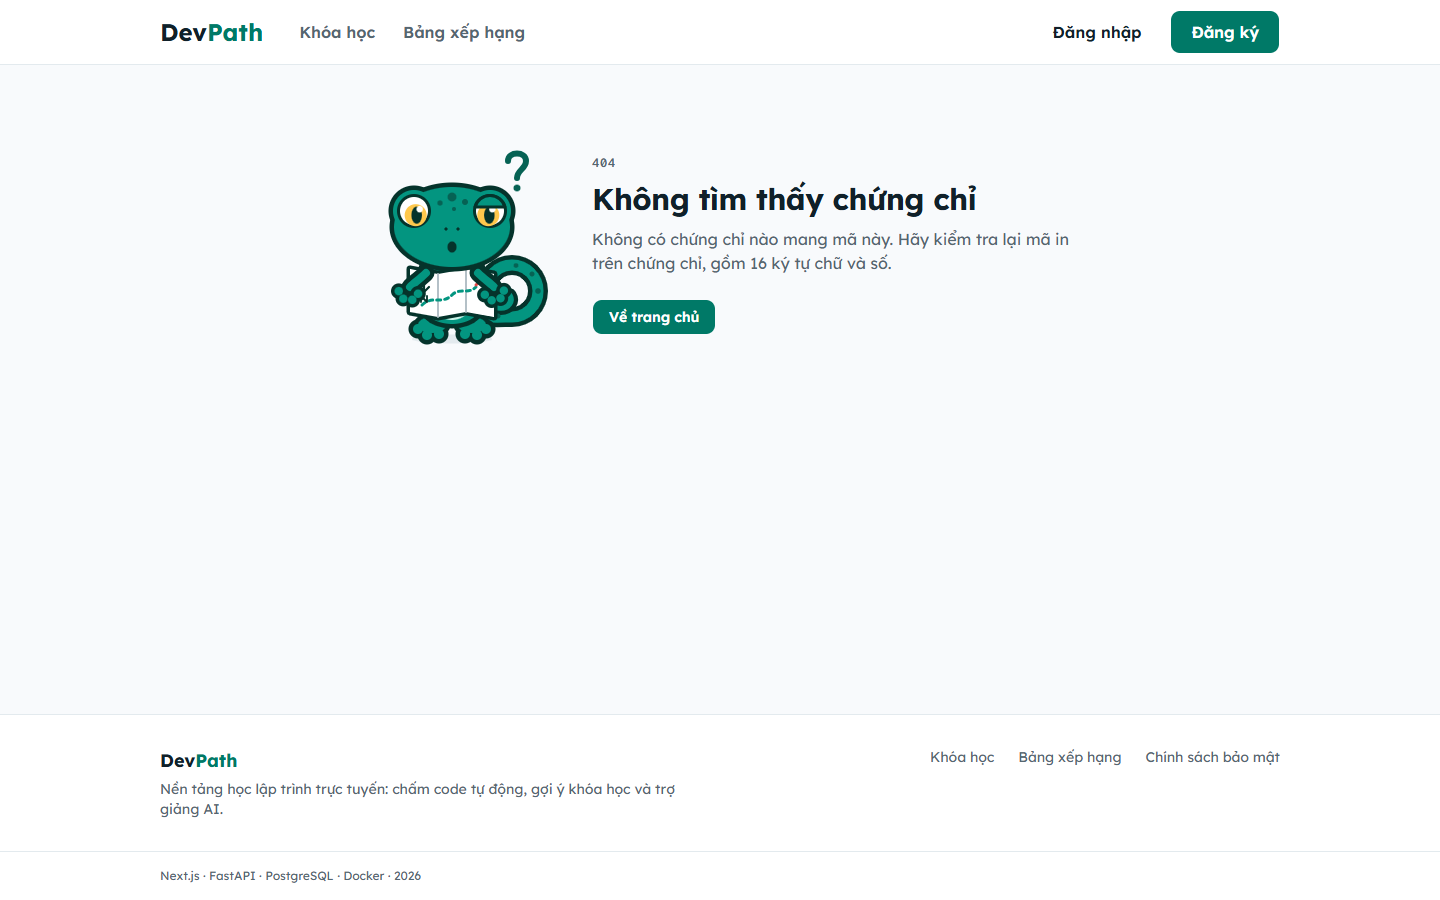 DevPath Khóa học Bảng xếp hạng Đăng nhập Đăng ký
?
404
Không tìm thấy chứng chỉ
Không có chứng chỉ nào mang mã này. Hãy kiểm tra lại mã in
trên chứng chỉ, gồm 16 ký tự chữ và số.
Về trang chủ
DevPath
Nền tảng học lập trình trực tuyến: chấm code tự động, gợi ý khóa học và trợ
giảng AI.
Khóa học Bảng xếp hạng Chính sách bảo mật
Next.js · FastAPI · PostgreSQL · Docker · 2026